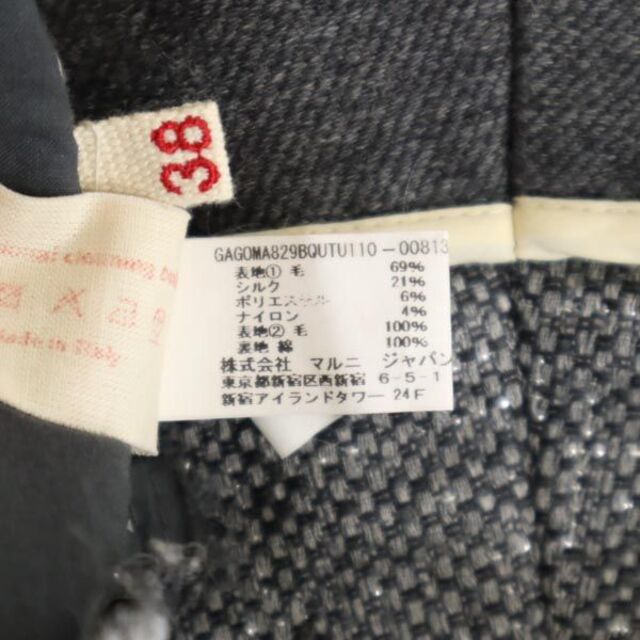 38
GAGOMA829BQUTU110-00813
表地① 毛 69%
シルク 21%
ポリエステル 6%
ナイロン 4%
表地② 毛 100%
裏地 綿 100%
株式会社 マルニ ジャパン
東京都新宿区西新宿 6-5-1
新宿アイランドタワー 24F
Made in Italy